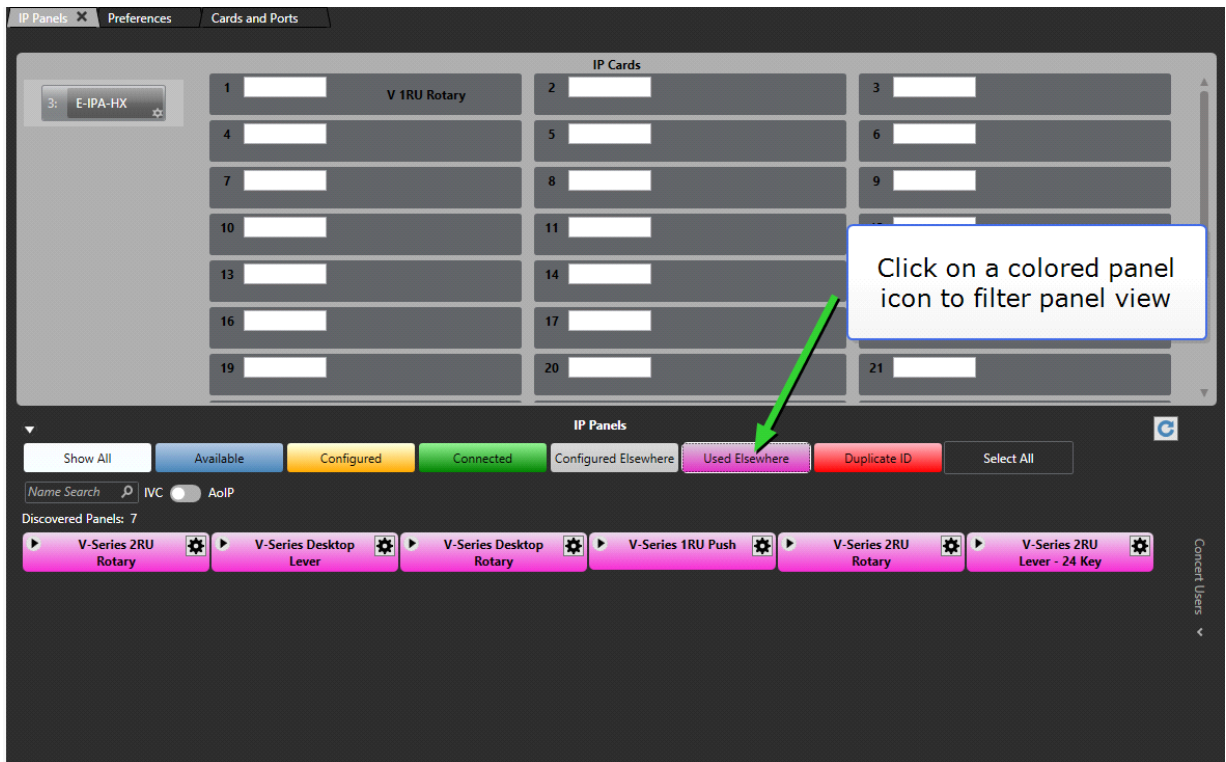 IP Panels Preferences Cards and Ports
IP Cards
3: E-IPA-HX
1 V 1RU Rotary 2 3
4 5 6
7 8 9
10 11
13 14
16 17
19 20 21
Click on a colored panel
icon to filter panel view
IP Panels
Show All Available Configured Connected Configured Elsewhere Used Elsewhere Duplicate ID Select All
Name Search IVC AoIP
Discovered Panels: 7
V-Series 2RU V-Series Desktop V-Series Desktop V-Series 1RU Push V-Series 2RU V-Series 2RU
Rotary Lever Rotary Rotary Lever - 24 Key
Concert Users